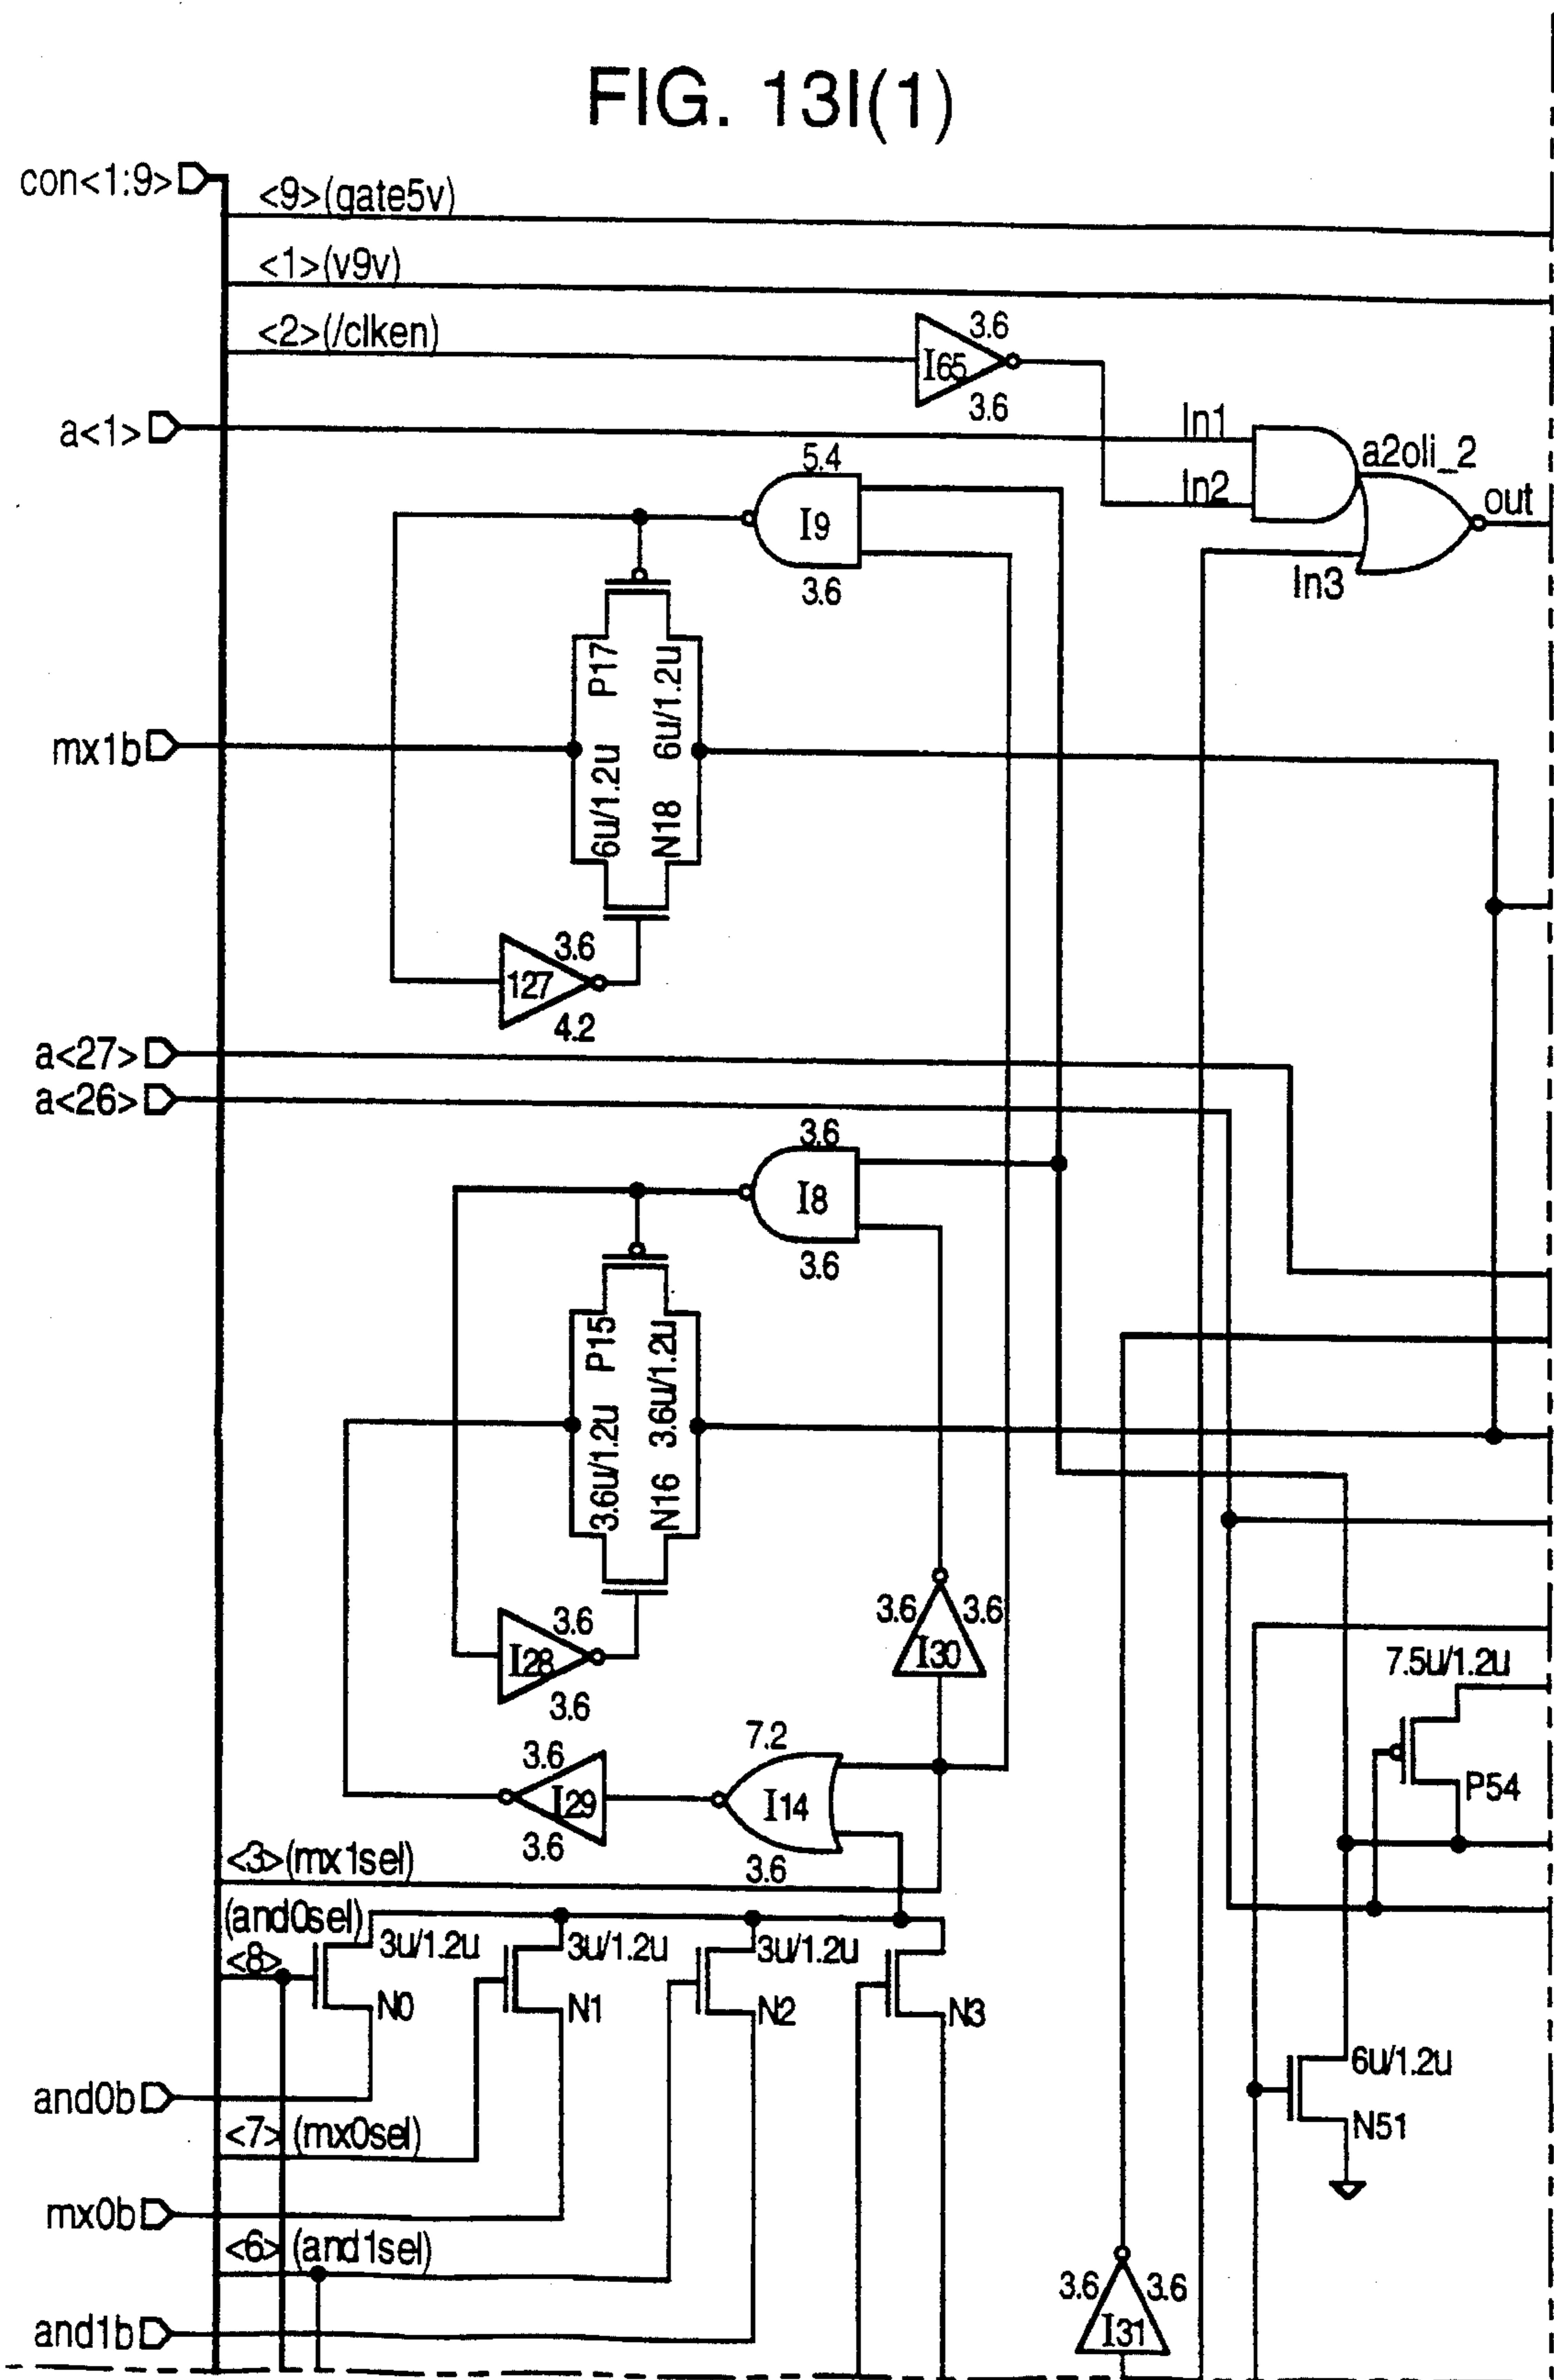 FIG. 13I(1)
con<1:9>
<9>(gate5v)
<1>(v9v)
<2>(/clken)
3.6
I65
3.6
a<1>
In1
a2oli_2
5.4
In2
out
I9
3.6
In3
P17
6u/1.2u
mx1b
6u/1.2u
N18
3.6
127
4.2
a<27>
a<26>
3.6
I8
3.6
P15
3.6u/1.2u
3.6u/1.2u
N16
3.6
3.6
3.6
I28
I30
3.6
7.5u/1.2u
7.2
3.6
I29
I14
P54
3.6
3.6
<3>(mx1sel)
(and0sel)
3u/1.2u
3u/1.2u
3u/1.2u
<8>
N0
N1
N2
N3
6u/1.2u
and0b
<7>(mx0sel)
N51
mx0b
<6>(and1sel)
3.6
3.6
and1b
I31